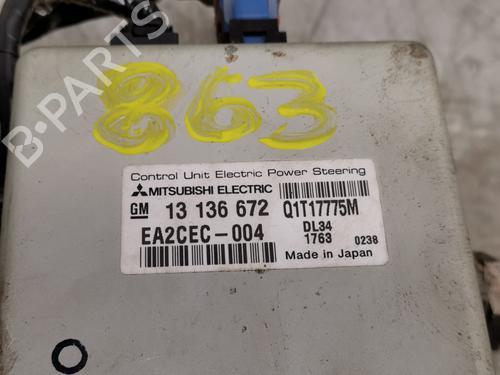 863
Control Unit Electric Power Steering
MITSUBISHI ELECTRIC
GM 13 136 672 Q1T17775M
EA2CEC-004 DL34
1763 0238
Made in Japan
B-PARTS